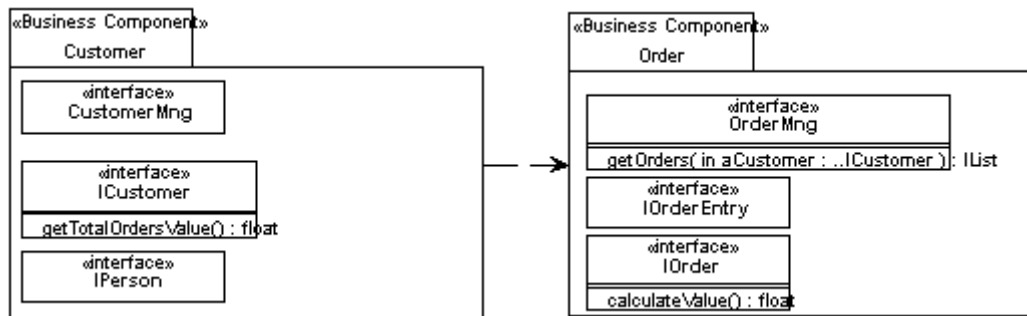 «Business Component»
Customer
«interface»
CustomerMng
«interface»
ICustomer
getTotalOrdersValue() : float
«interface»
IPerson
«Business Component»
Order
«interface»
OrderMng
getOrders( in aCustomer : ..ICustomer ) : IList
«interface»
IOrderEntry
«interface»
IOrder
calculateValue() : float